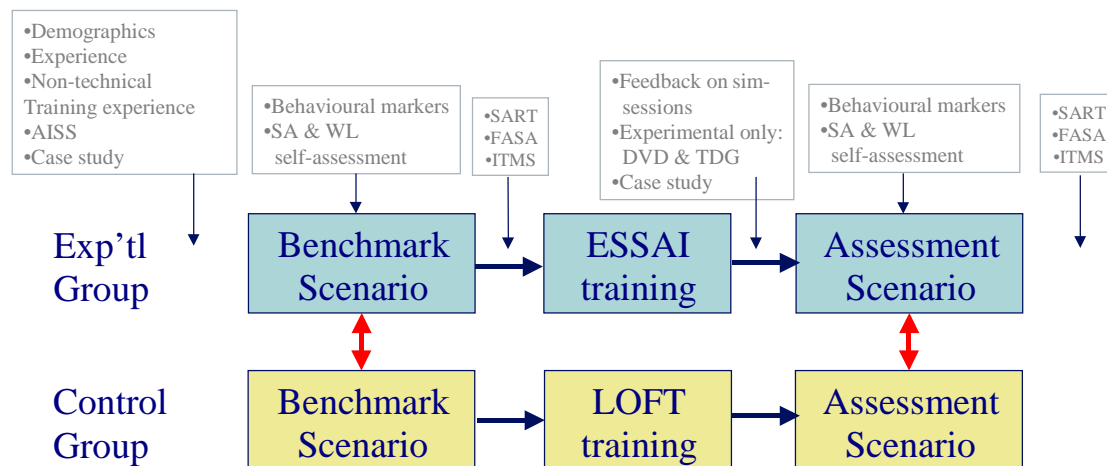 •Demographics
•Experience
•Non-technical
Training experience
•AISS
•Case study
•Behavioural markers
•SA & WL
self-assessment
•SART
•FASA
•ITMS
•Feedback on sim-
sessions
•Experimental only:
DVD & TDG
•Case study
•Behavioural markers
•SA & WL
self-assessment
•SART
•FASA
•ITMS
Exp’tl
Group
Benchmark
Scenario
ESSAI
training
Assessment
Scenario
Control
Group
Benchmark
Scenario
LOFT
training
Assessment
Scenario